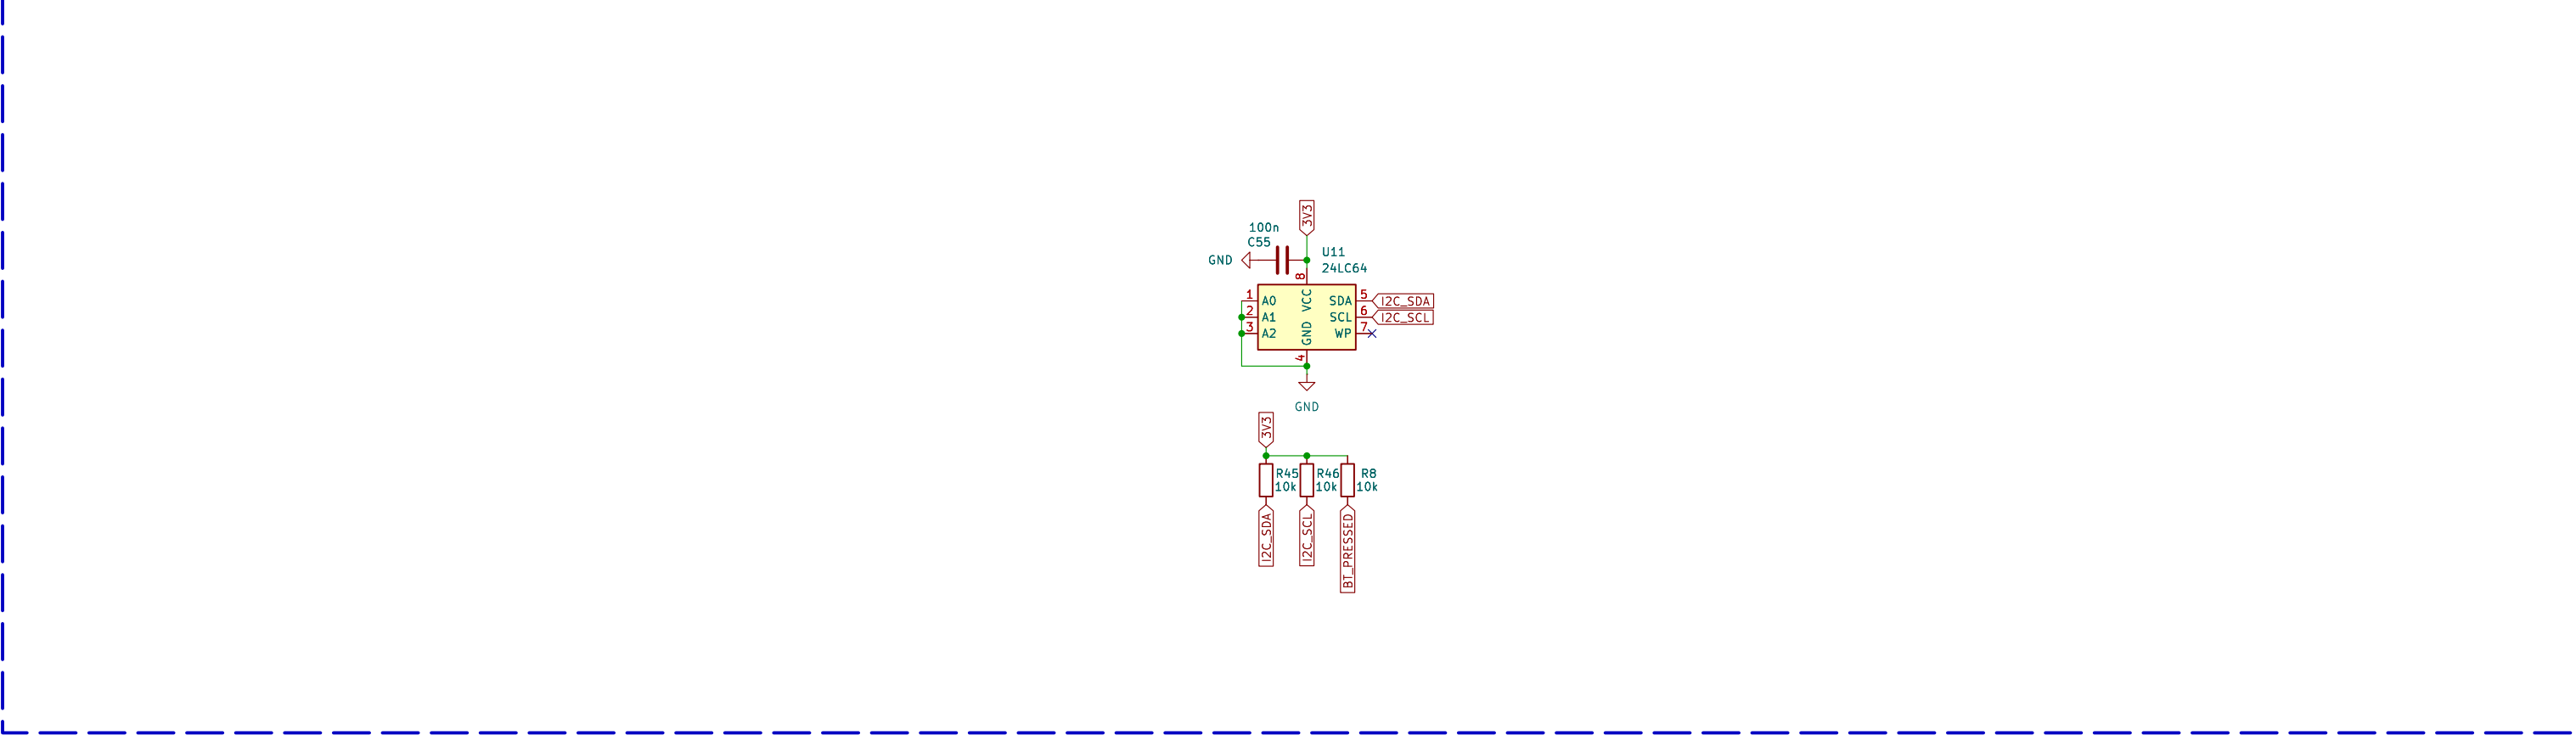 3V3
100n
C55
GND
U11
24LC64
8
1
A0
VCC
SDA
5
I2C_SDA
2
A1
SCL
6
I2C_SCL
3
A2
GND
WP
7
4
GND
3V3
R45
10k
R46
10k
R8
10k
I2C_SDA
I2C_SCL
BT_PRESSED